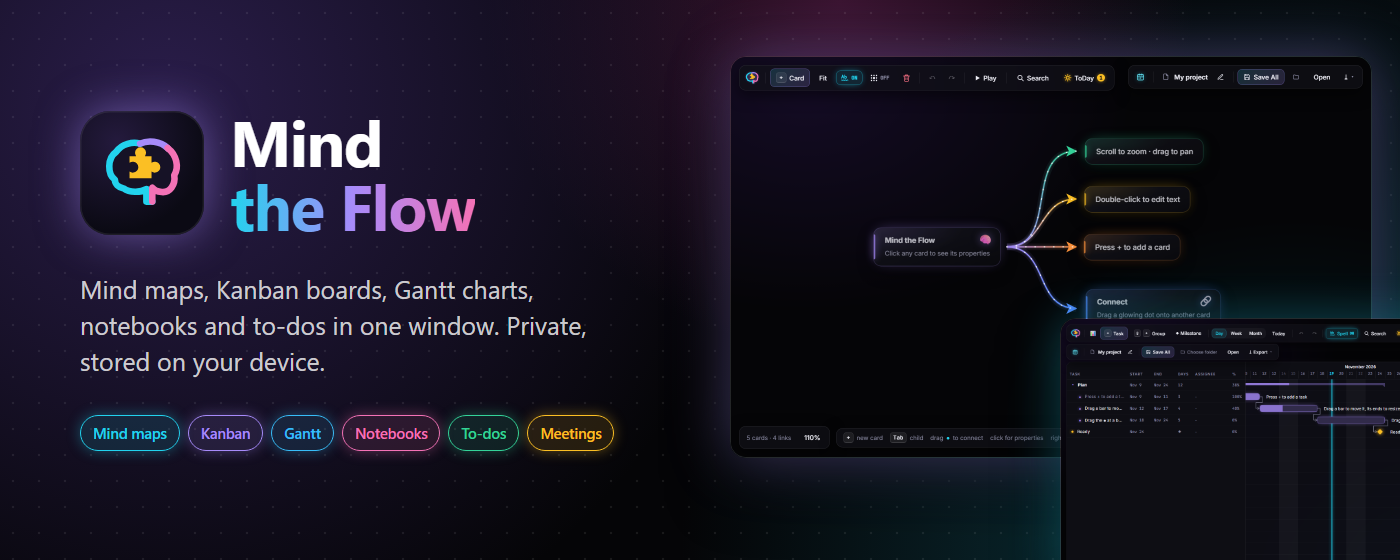 Mind
the Flow
Mind maps, Kanban boards, Gantt charts,
notebooks and to-dos in one window. Private,
stored on your device.
Mind maps Kanban Gantt Notebooks To-dos Meetings
+ Card Fit ON OFF Play Search ToDay 1
My project Save All Open
Scroll to zoom · drag to pan
Double-click to edit text
Press + to add a card
Mind the Flow
Click any card to see its properties
Connect
Drag a glowing dot onto another card
5 cards · 4 links 110%
+ new card Tab child drag • to connect click for properties
+ Task + Group Milestone Day Week Month Today Search
My project Save All Choose folder Open Export
November 2026
TASK START END DAYS ASSIGNEE %
Plan Nov 9 Nov 24
Press + to add a t...
Press + to add a task
Drag a bar to mo...
Ready Nov 24